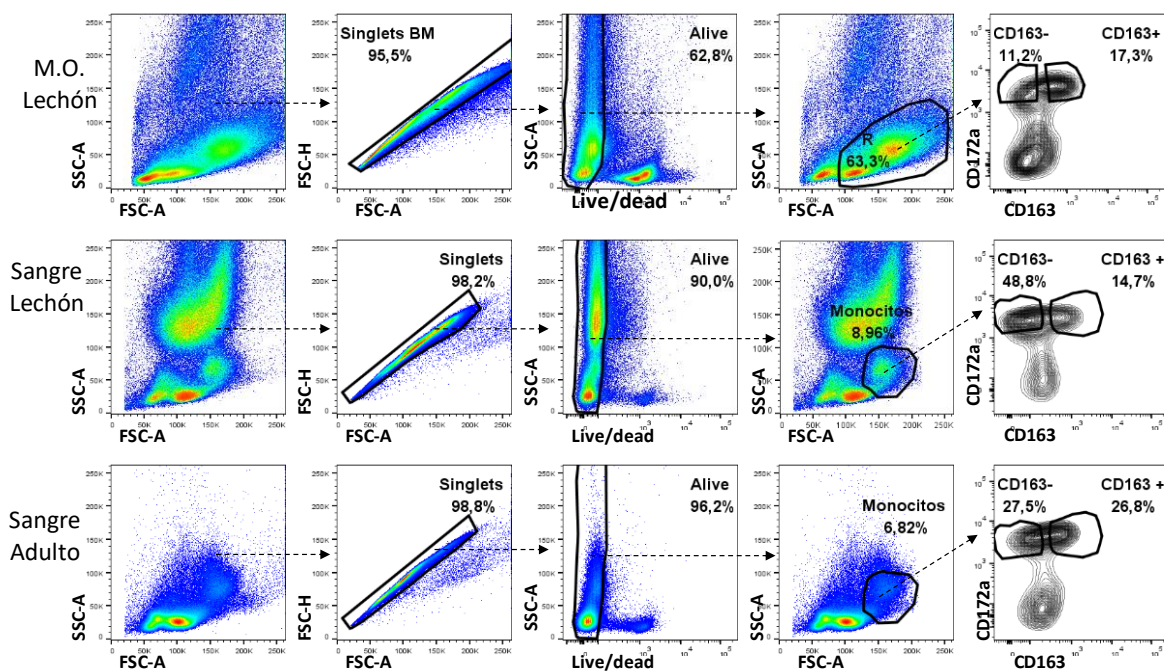 M.O.
Lechón
Singlets BM
95,5%
Alive
62,8%
R
63,3%
CD163-
11,2%
CD163+
17,3%
SSC-A
FSC-A
FSC-H
FSC-A
SSC-A
Live/dead
SSC-A
FSC-A
CD172a
CD163
Sangre
Lechón
Singlets
98,2%
Alive
90,0%
Monocitos
8,96%
CD163-
48,8%
CD163 +
14,7%
SSC-A
FSC-A
FSC-H
FSC-A
SSC-A
Live/dead
SSC-A
FSC-A
CD172a
CD163
Sangre
Adulto
Singlets
98,8%
Alive
96,2%
Monocitos
6,82%
CD163-
27,5%
CD163 +
26,8%
SSC-A
FSC-A
FSC-H
FSC-A
SSC-A
Live/dead
SSC-A
FSC-A
CD172a
CD163